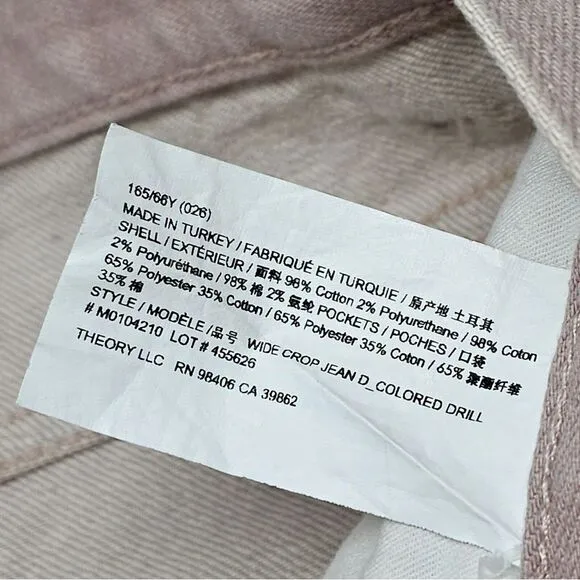 165/66Y (026)
MADE IN TURKEY / FABRIQUÉ EN TURQUIE / 原产地 土耳其
SHELL / EXTÉRIEUR / 面料 98% Cotton 2% Polyurethane / 98% Coton
2% Polyuréthane / 98% 棉 2% 氨纶 POCKETS / POCHES / 口袋
65% Polyester 35% Cotton / 65% Polyester 35% Coton / 65% 聚酯纤维
35% 棉
STYLE / MODÈLE / 品号 WIDE CROP JEAN D_COLORED DRILL
# M0104210 LOT # 455626
THEORY LLC RN 98406 CA 39862